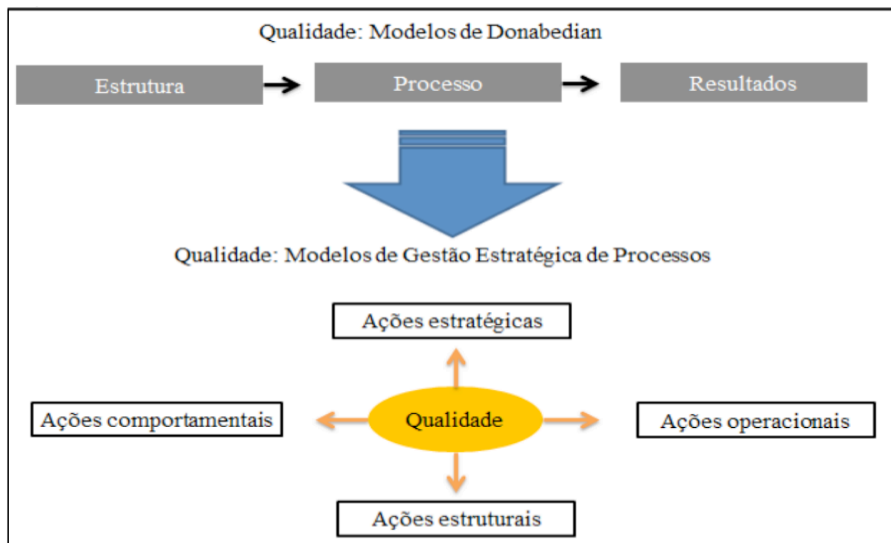 Qualidade: Modelos de Donabedian
Estrutura
Processo
Resultados
Qualidade: Modelos de Gestão Estratégica de Processos
Ações estratégicas
Ações comportamentais
Qualidade
Ações operacionais
Ações estruturais